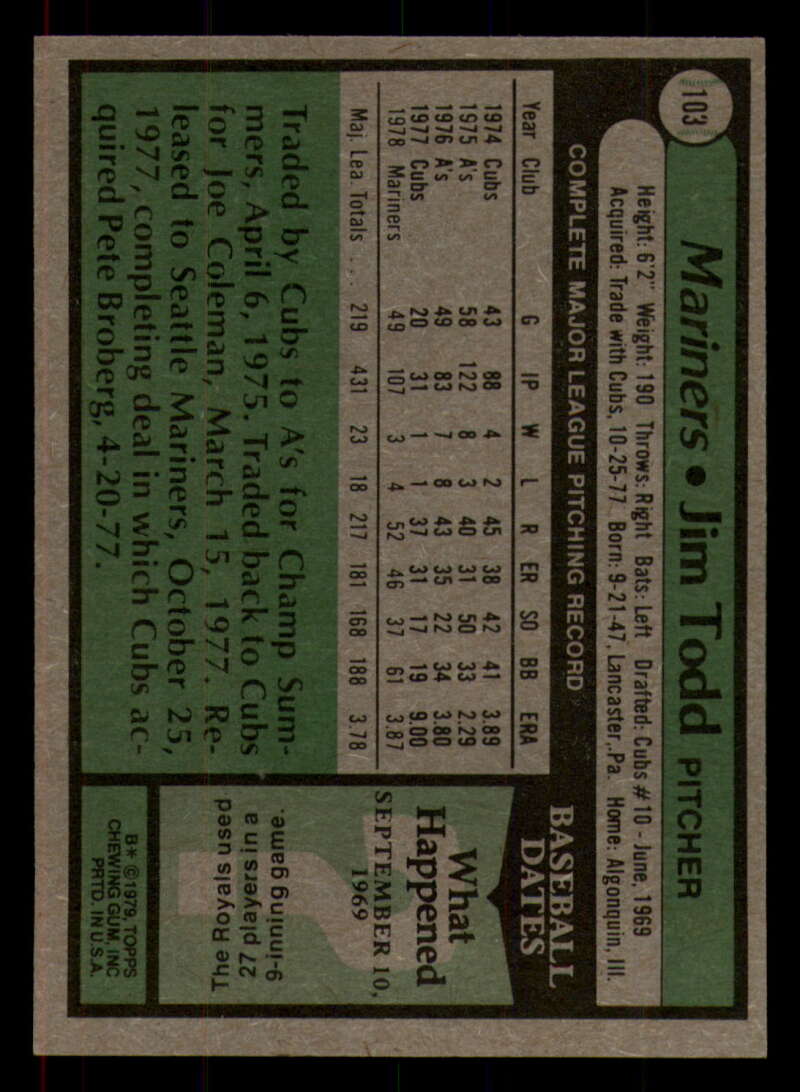 103
Mariners • Jim Todd PITCHER
Height: 6'2" Weight: 190 Throws: Right Bats: Left Drafted: Cubs #10 - June, 1969
Acquired: Trade with Cubs, 10-25-77 Born: 9-21-47, Lancaster, Pa. Home: Algonquin, Ill.
COMPLETE MAJOR LEAGUE PITCHING RECORD
Year Club G IP W L R ER SO BB ERA
1974 Cubs 43 88 4 2 45 38 42 41 3.89
1975 A's 58 122 8 3 40 31 50 33 2.29
1976 A's 49 83 7 8 43 35 22 34 3.80
1977 Cubs 20 31 1 1 37 31 17 19 9.00
1978 Mariners 49 107 3 4 52 46 37 61 3.87
Maj. Lea. Totals . . . 219 431 23 18 217 181 168 188 3.78
Traded by Cubs to A's for Champ Sum-
mers, April 6, 1975. Traded back to Cubs
for Joe Coleman, March 15, 1977. Re-
leased to Seattle Mariners, October 25,
1977, completing deal in which Cubs ac-
quired Pete Broberg, 4-20-77.
BASEBALL
DATES
What
Happened
SEPTEMBER 10,
1969
?
The Royals used
27 players in a
9-inning game.
B* ©1979, TOPPS
CHEWING GUM, INC
PRTD. IN U.S.A.